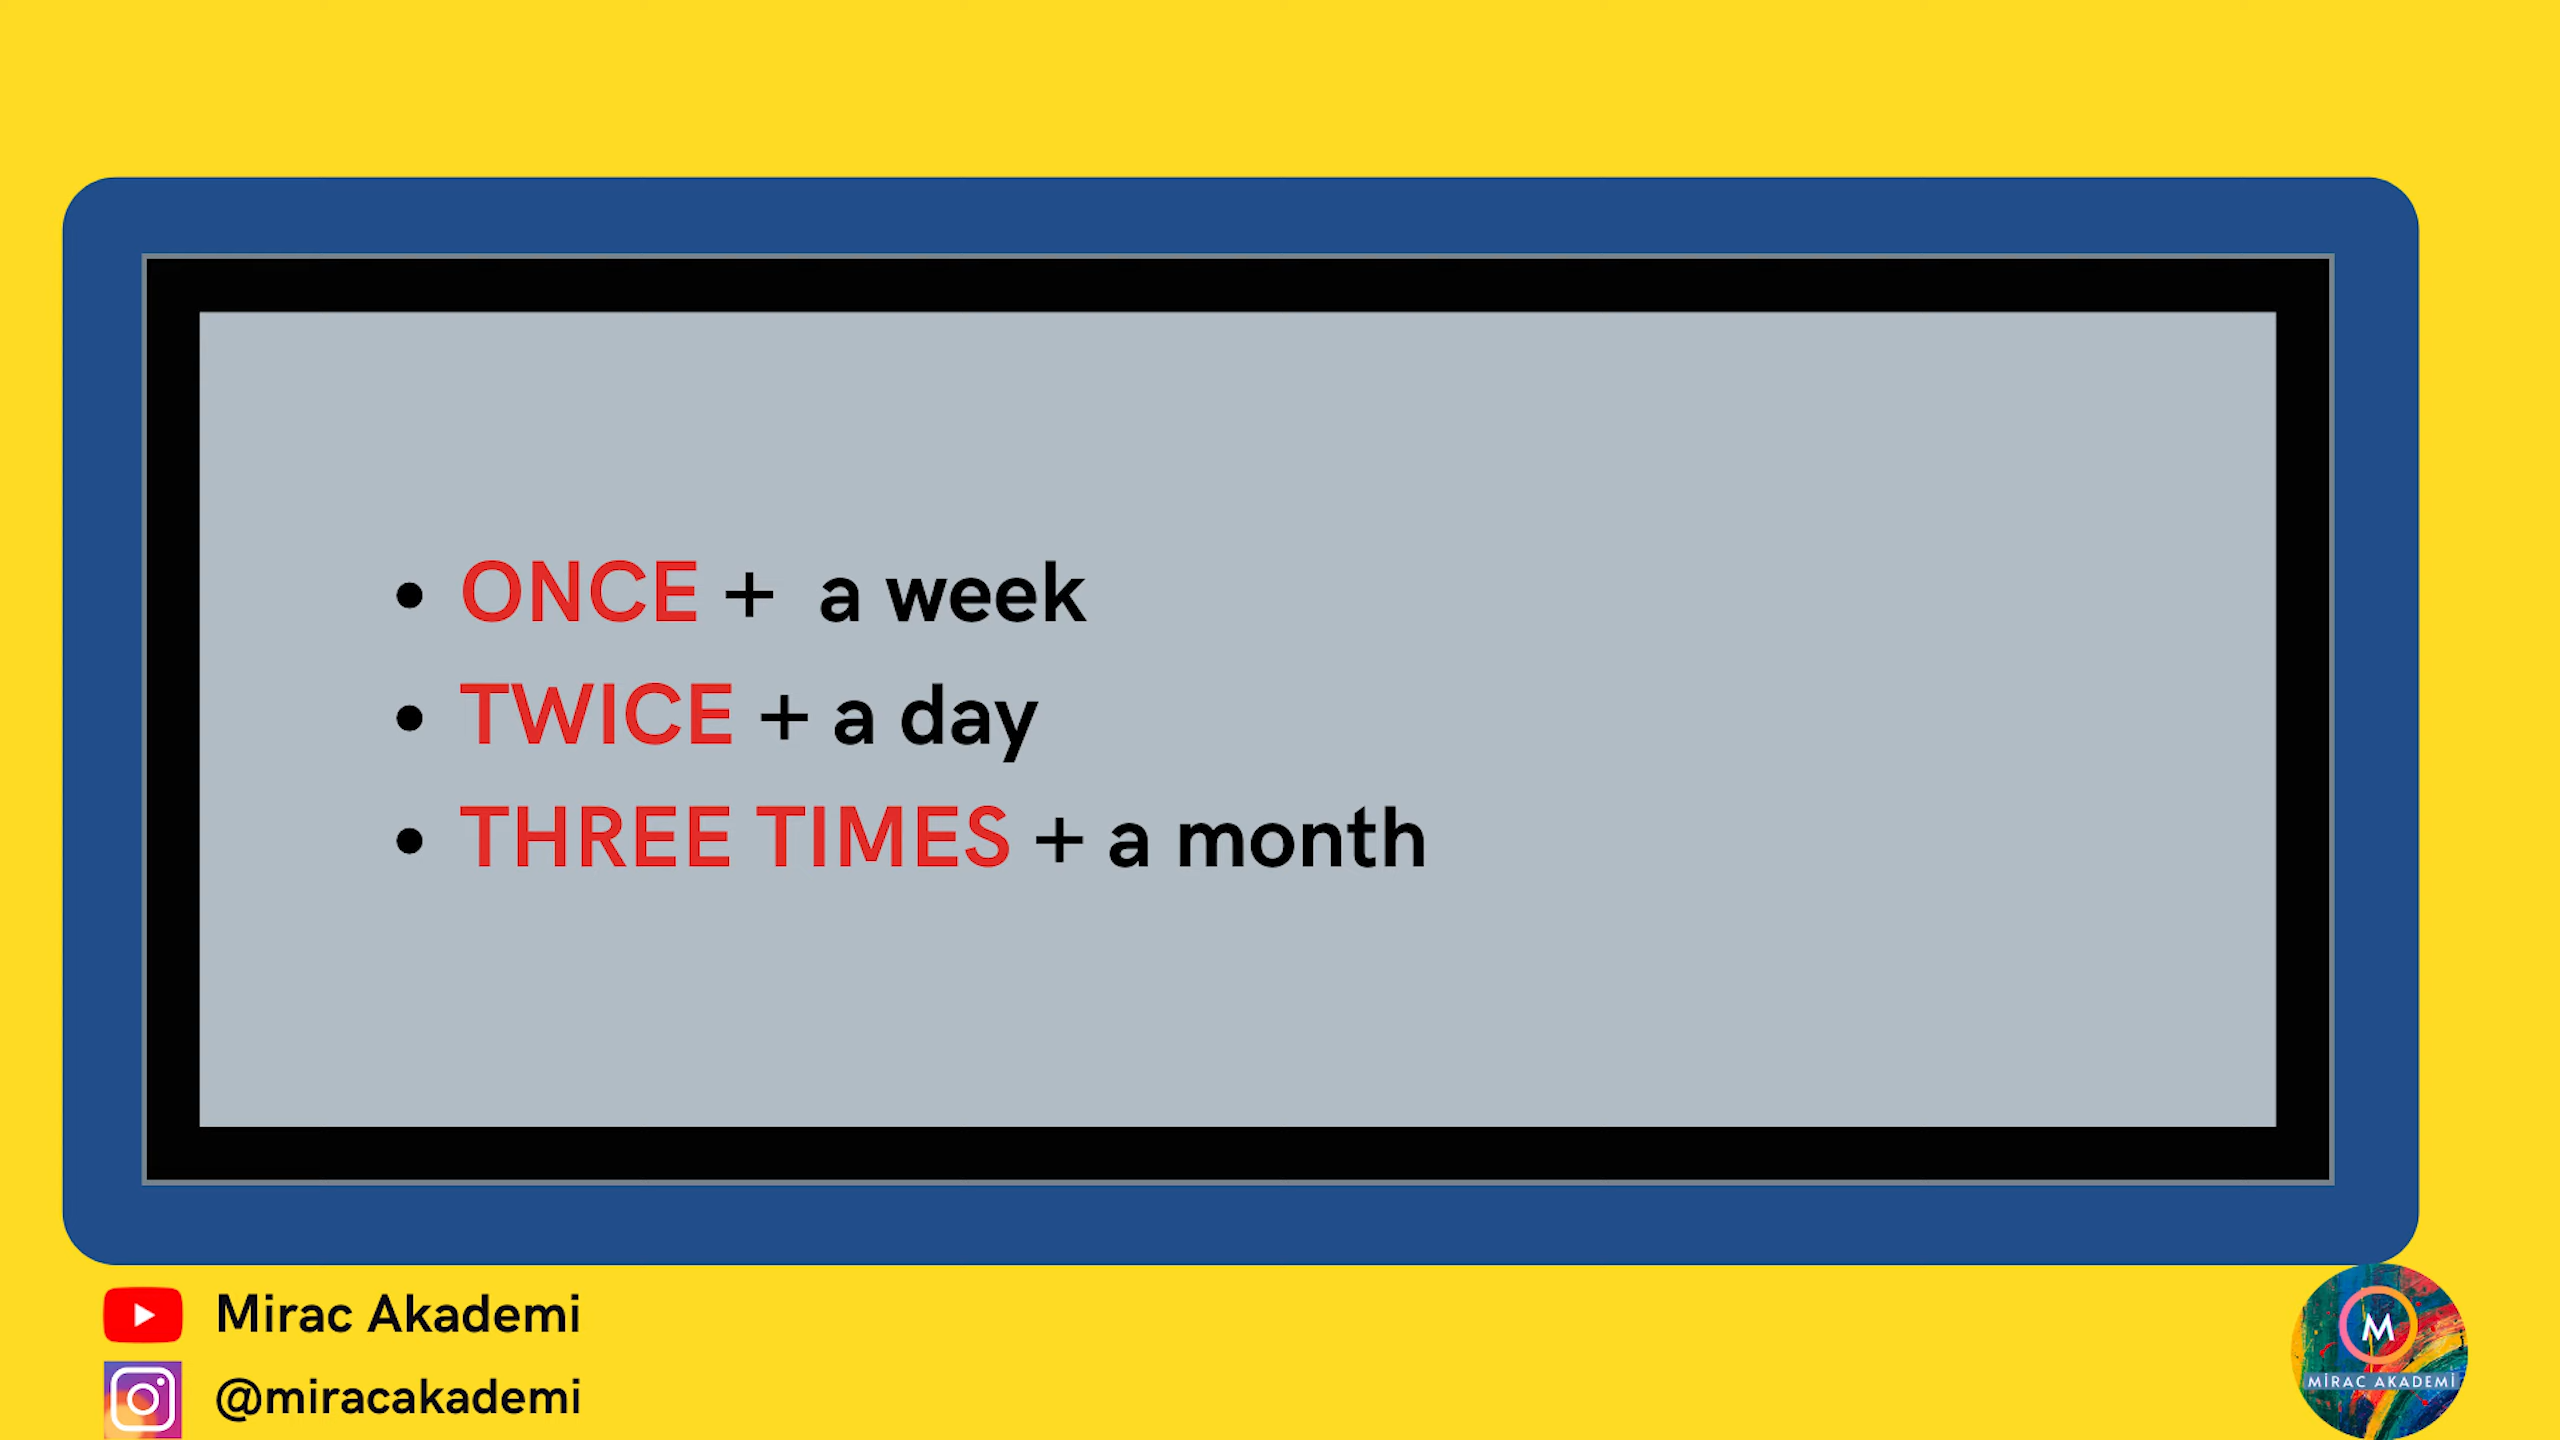 • ONCE + a week
• TWICE + a day
• THREE TIMES + a month
Mirac Akademi
@miracakademi
M
MİRAC AKADEMİ